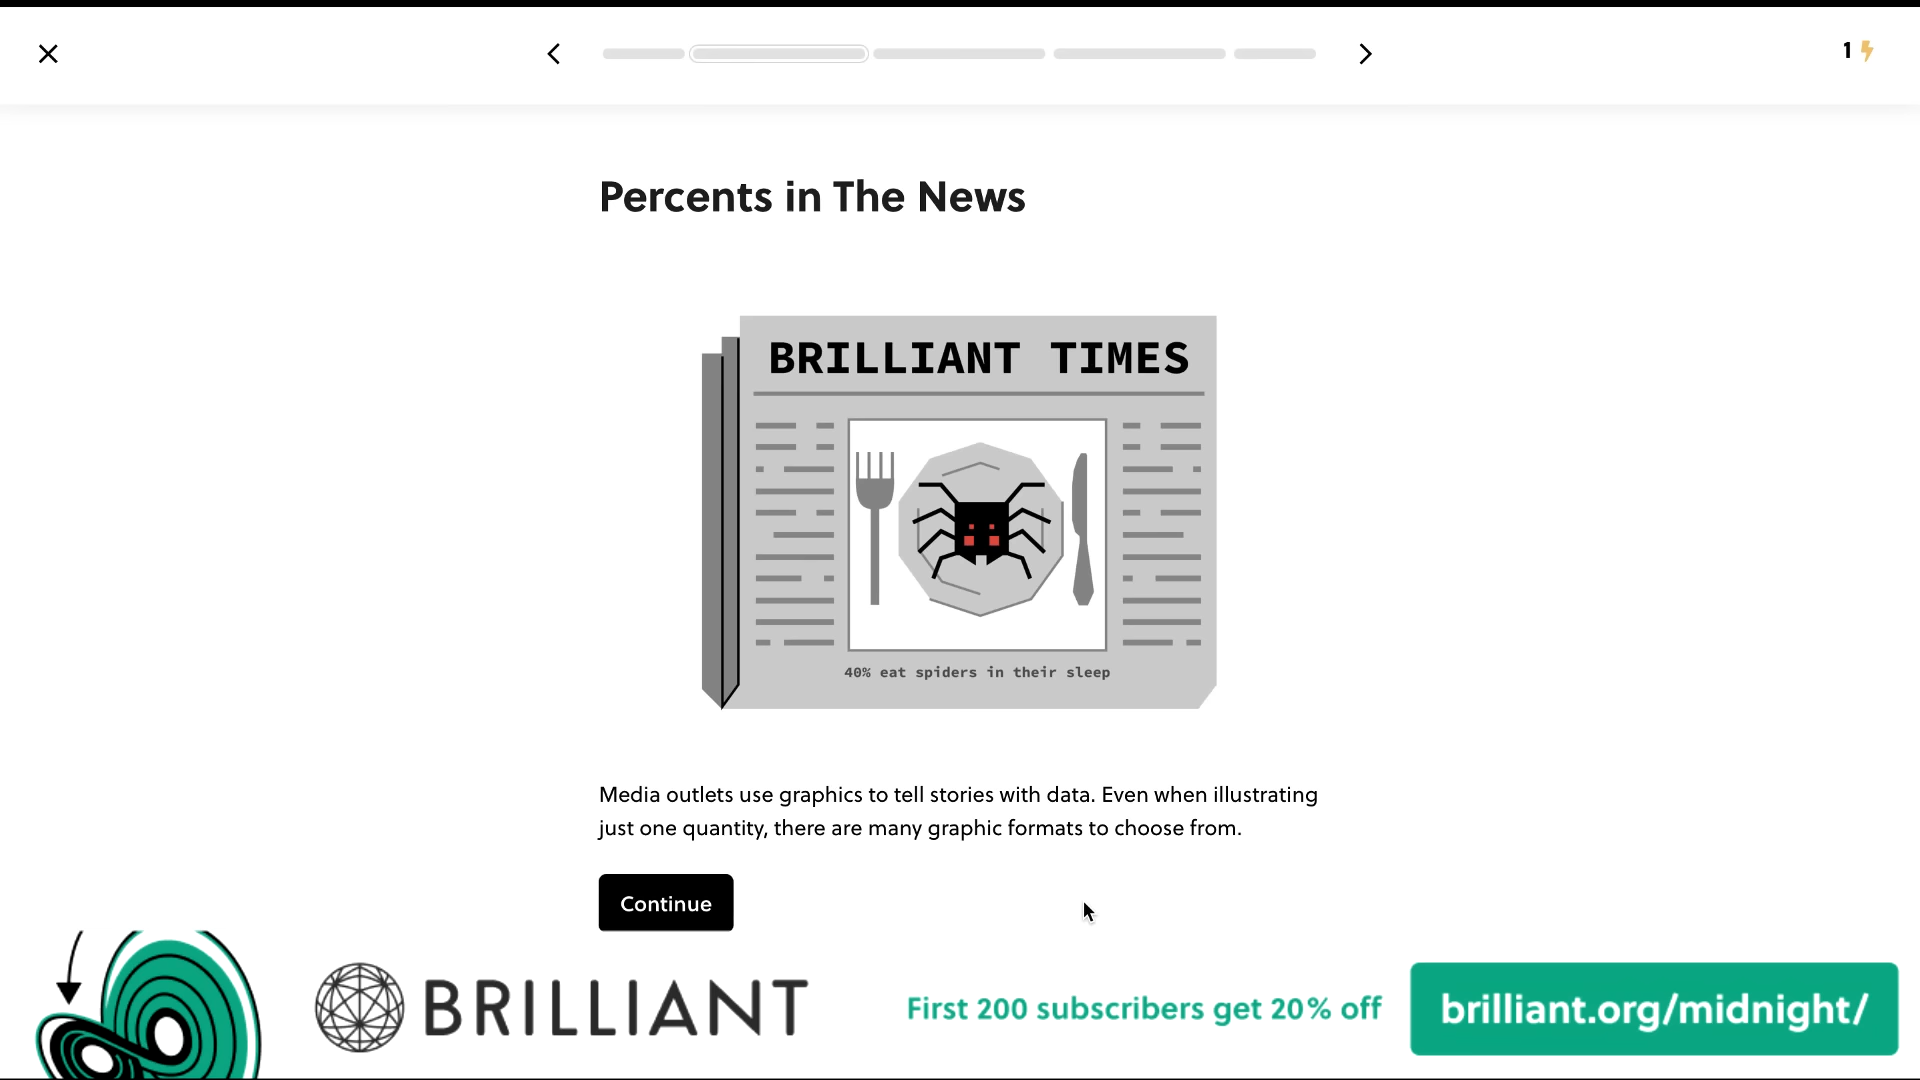 1
Percents in The News
BRILLIANT TIMES
40% eat spiders in their sleep
Media outlets use graphics to tell stories with data. Even when illustrating
just one quantity, there are many graphic formats to choose from.
Continue
BRILLIANT
First 200 subscribers get 20% off
brilliant.org/midnight/